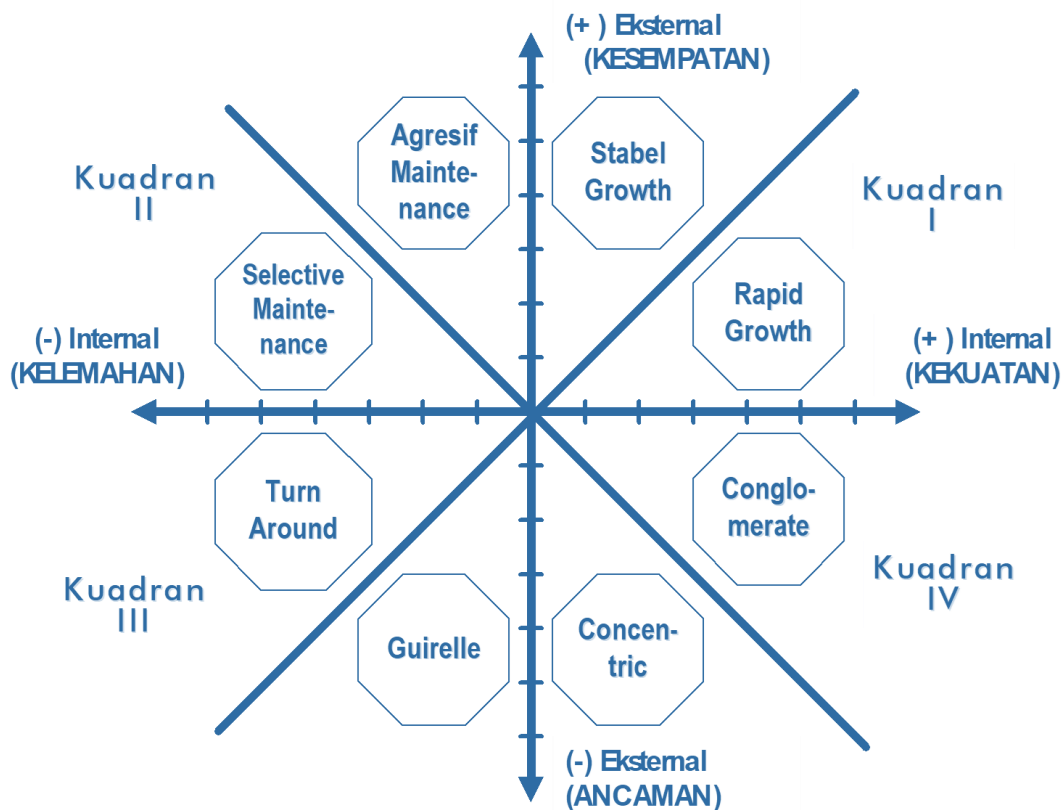 (+ ) Eksternal
(KESEMPATAN)
Agresif
Mainte-
nance
Stabel
Growth
Kuadran
II
Kuadran
I
Selective
Mainte-
nance
Rapid
Growth
(-) Internal
(KELEMAHAN)
(+ ) Internal
(KEKUATAN)
Turn
Around
Conglo-
merate
Kuadran
III
Kuadran
IV
Guirelle
Concen-
tric
(-) Eksternal
(ANCAMAN)